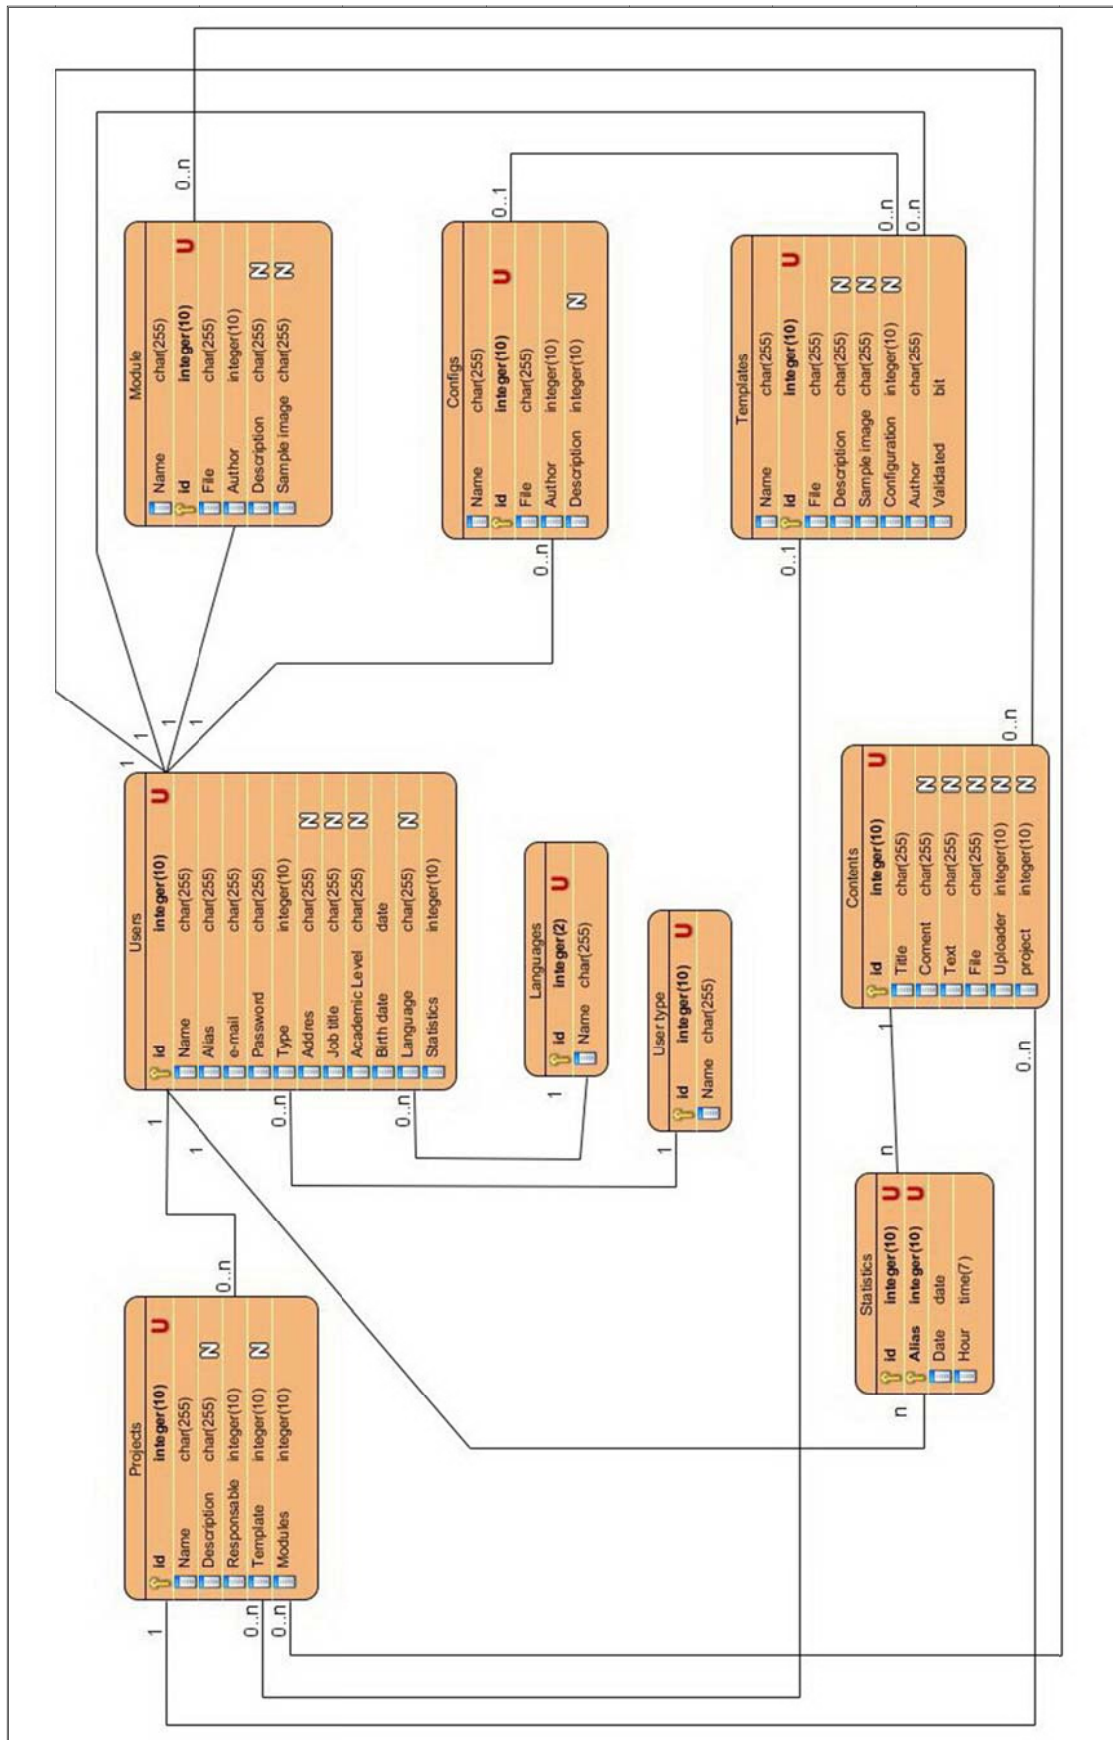 Projects
id integer(10) U
Name char(255)
Description char(255) N
Responsable integer(10)
Template integer(10) N
Modules integer(10)
1
0..n
0..n
0..n
Users
id integer(10) U
Name char(255)
Alias char(255)
e-mail char(255)
Password char(255)
Type integer(10)
Addres char(255) N
Job title char(255) N
Academic Level char(255) N
Birth date date
Language char(255) N
Statistics integer(10)
1
1
0..n
0..n
1
1
1
1
Module
Name char(255)
id integer(10) U
File char(255)
Author integer(10)
Description char(255) N
Sample image char(255) N
0..n
Languages
id integer(2) U
Name char(255)
1
Configs
Name char(255)
id integer(10) U
File char(255)
Author integer(10)
Description integer(10) N
0..n
0..1
User type
id integer(10) U
Name char(255)
1
Templates
Name char(255)
id integer(10) U
File char(255)
Description char(255) N
Sample image char(255) N
Configuration integer(10) N
Author char(255)
Validated bit
0..1
0..n
0..n
Statistics
id integer(10) U
Alias integer(10) U
Date date
Hour time(7)
n
n
Contents
id integer(10) U
Title char(255)
Coment char(255) N
Text char(255) N
File char(255) N
Uploader integer(10) N
project integer(10) N
1
0..n
0..n